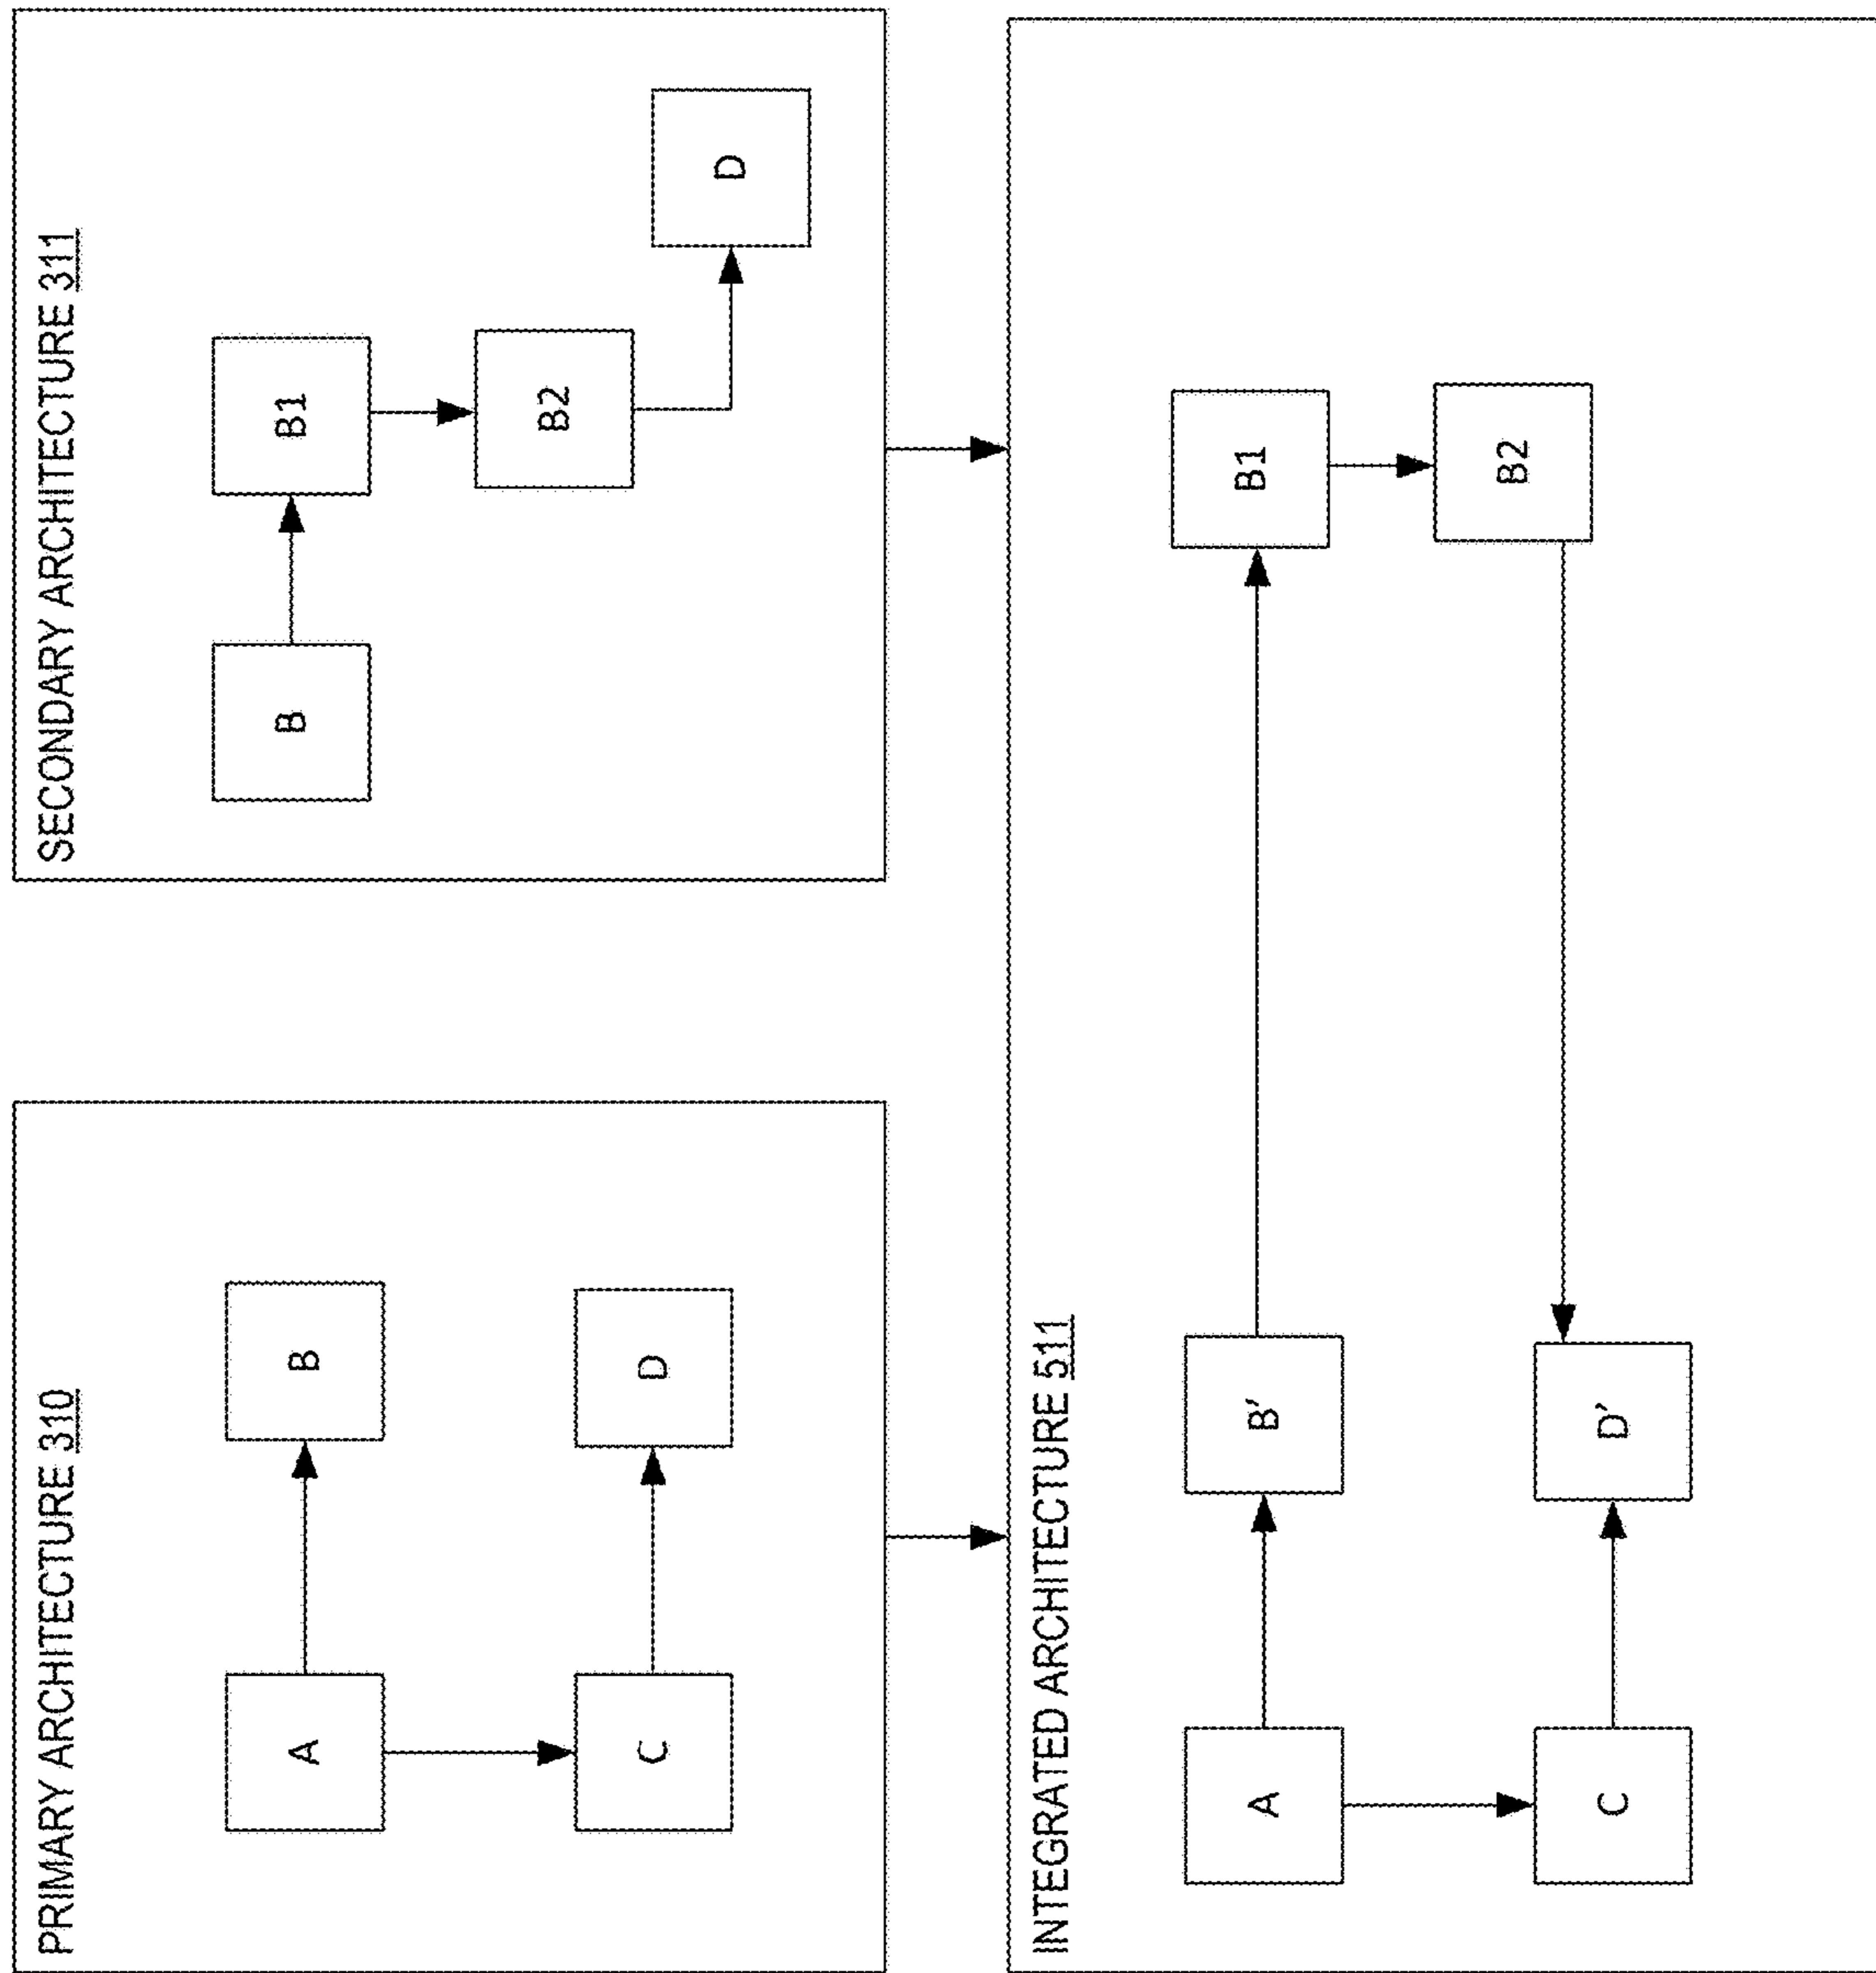 PRIMARY ARCHITECTURE 310
A
B
C
D
SECONDARY ARCHITECTURE 311
B
B1
B2
D
INTEGRATED ARCHITECTURE 511
A
B'
B1
C
D'
B2